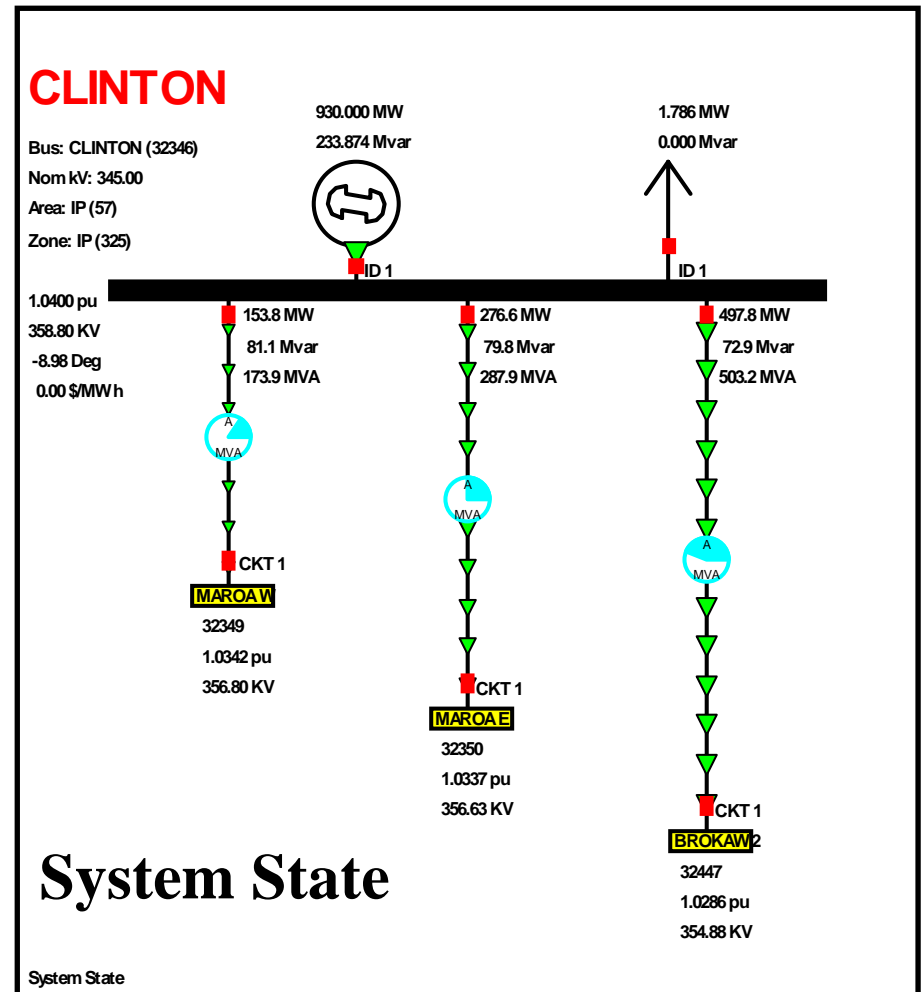 CLINTON
930.000 MW
233.874 Mvar
1.786 MW
0.000 Mvar
Bus: CLINTON (32346)
Nom kV: 345.00
Area: IP (57)
Zone: IP (325)
ID 1
ID 1
1.0400 pu
358.80 KV
-8.98 Deg
0.00 $/MWh
153.8 MW
81.1 Mvar
173.9 MVA
276.6 MW
79.8 Mvar
287.9 MVA
497.8 MW
72.9 Mvar
503.2 MVA
A
MVA
A
MVA
A
MVA
CKT 1
MAROA W
32349
1.0342 pu
356.80 KV
CKT 1
MAROA E
32350
1.0337 pu
356.63 KV
CKT 1
BROKAW 2
32447
1.0286 pu
354.88 KV
System State
System State